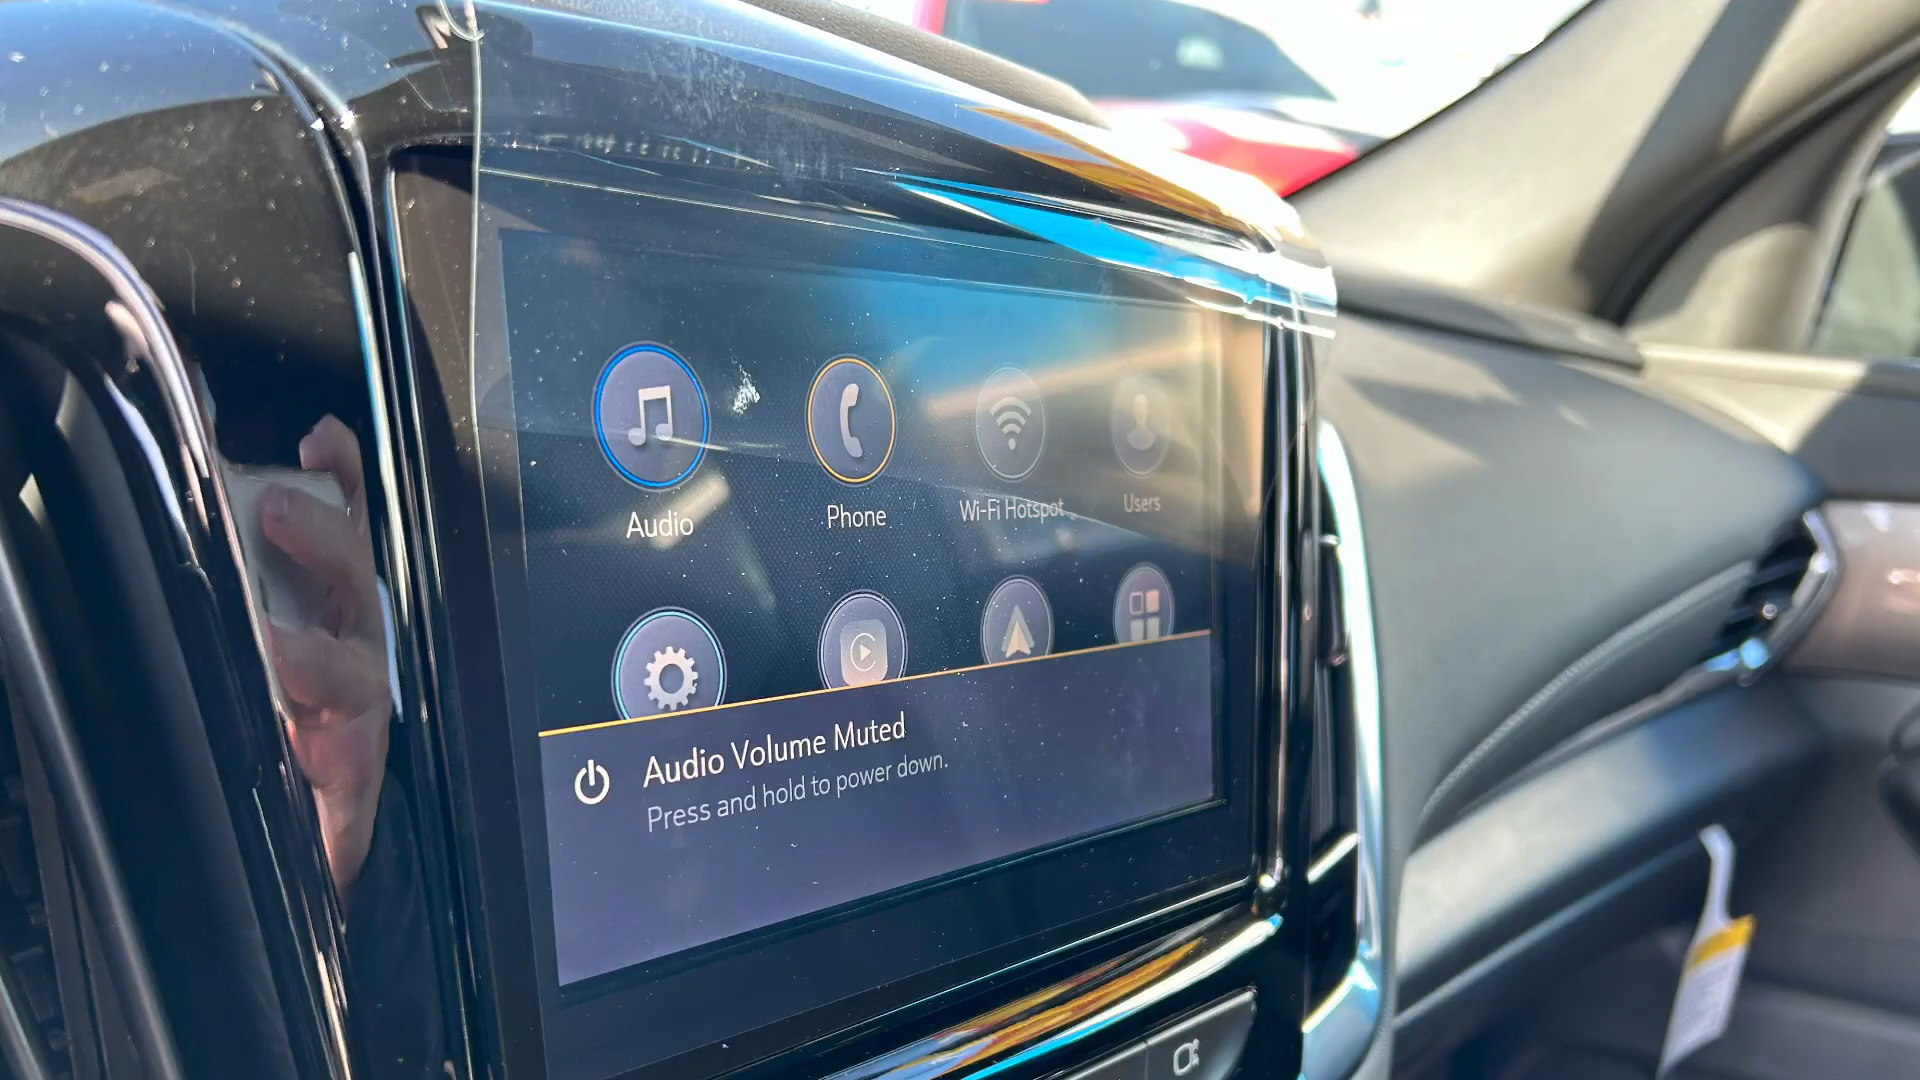 Audio
Phone
Wi-Fi Hotspot
Users
Audio Volume Muted
Press and hold to power down.